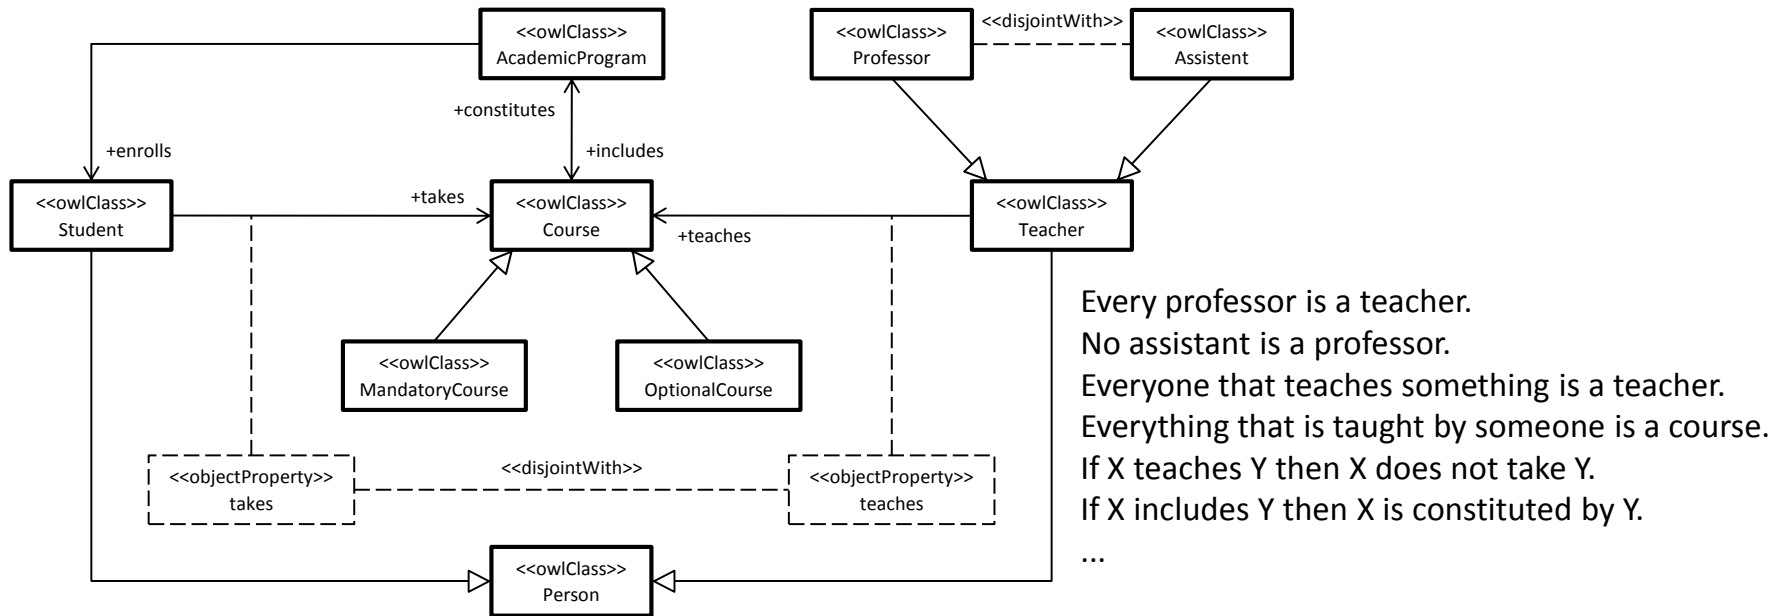 <<owlClass>>
AcademicProgram
<<owlClass>>
Professor
<<disjointWith>>
<<owlClass>>
Assistent
+constitutes
+enrolls
+includes
<<owlClass>>
Student
+takes
<<owlClass>>
Course
+teaches
<<owlClass>>
Teacher
<<owlClass>>
MandatoryCourse
<<owlClass>>
OptionalCourse
<<objectProperty>>
takes
<<disjointWith>>
<<objectProperty>>
teaches
<<owlClass>>
Person
Every professor is a teacher.
No assistant is a professor.
Everyone that teaches something is a teacher.
Everything that is taught by someone is a course.
If X teaches Y then X does not take Y.
If X includes Y then X is constituted by Y.
...